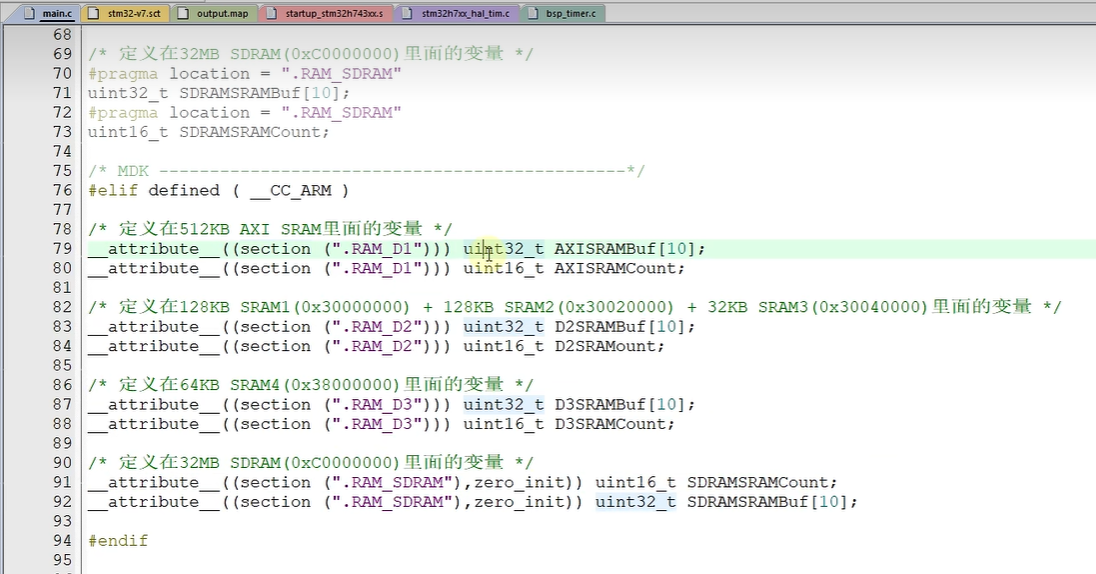 main.c stm32-v7.sct output.map startup_stm32h743xx.s stm32h7xx_hal_tim.c bsp_timer.c
68
69 /* 定义在32MB SDRAM(0xC0000000)里面的变量 */
70 #pragma location = ".RAM_SDRAM"
71 uint32_t SDRAMSRAMBuf[10];
72 #pragma location = ".RAM_SDRAM"
73 uint16_t SDRAMSRAMCount;
74
75 /* MDK ----------------------------------------------*/
76 #elif defined ( __CC_ARM )
77
78 /* 定义在512KB AXI SRAM里面的变量 */
79 __attribute__((section (".RAM_D1"))) uint32_t AXISRAMBuf[10];
80 __attribute__((section (".RAM_D1"))) uint16_t AXISRAMCount;
81
82 /* 定义在128KB SRAM1(0x30000000) + 128KB SRAM2(0x30020000) + 32KB SRAM3(0x30040000)里面的变量 */
83 __attribute__((section (".RAM_D2"))) uint32_t D2SRAMBuf[10];
84 __attribute__((section (".RAM_D2"))) uint16_t D2SRAMount;
85
86 /* 定义在64KB SRAM4(0x38000000)里面的变量 */
87 __attribute__((section (".RAM_D3"))) uint32_t D3SRAMBuf[10];
88 __attribute__((section (".RAM_D3"))) uint16_t D3SRAMCount;
89
90 /* 定义在32MB SDRAM(0xC0000000)里面的变量 */
91 __attribute__((section (".RAM_SDRAM"),zero_init)) uint16_t SDRAMSRAMCount;
92 __attribute__((section (".RAM_SDRAM"),zero_init)) uint32_t SDRAMSRAMBuf[10];
93
94 #endif
95